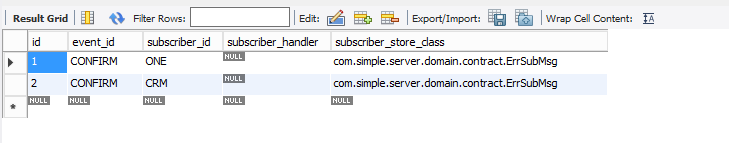 Result Grid Filter Rows: Edit: Export/Import: Wrap Cell Content: IA
id event_id subscriber_id subscriber_handler subscriber_store_class
1 CONFIRM ONE NULL com.simple.server.domain.contract.ErrSubMsg
2 CONFIRM CRM NULL com.simple.server.domain.contract.ErrSubMsg
NULL NULL NULL NULL NULL